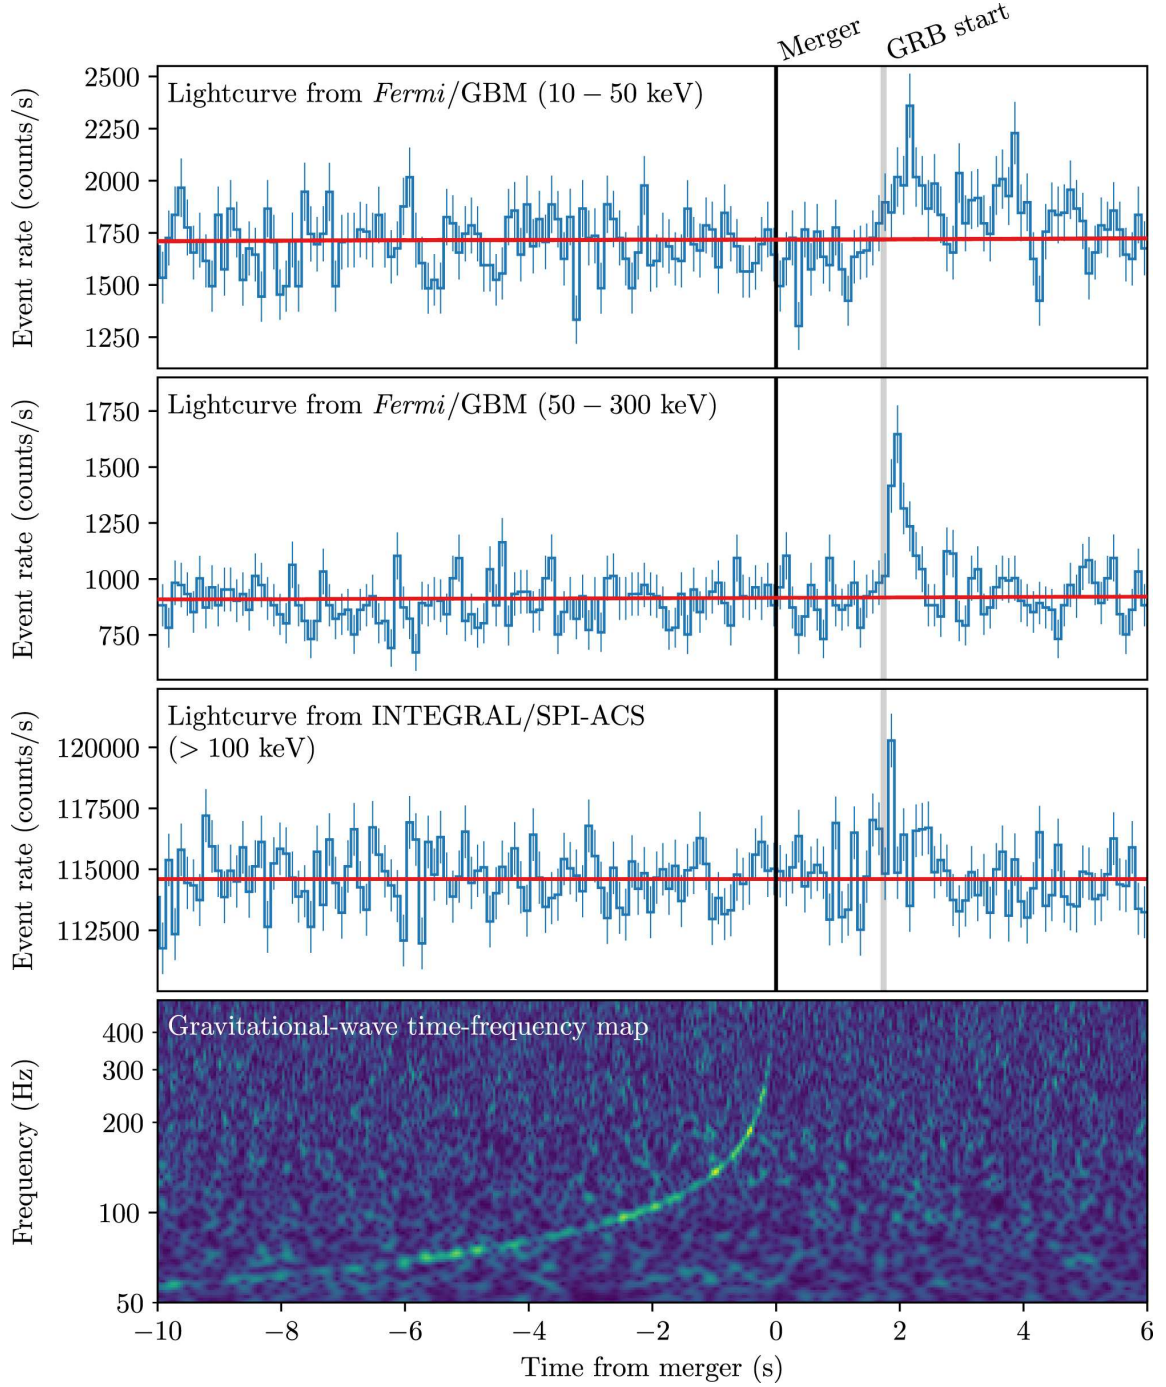 Merger
GRB start
Lightcurve from Fermi/GBM (10 − 50 keV)
Event rate (counts/s)
2500
2250
2000
1750
1500
1250
Lightcurve from Fermi/GBM (50 − 300 keV)
Event rate (counts/s)
1750
1500
1250
1000
750
Lightcurve from INTEGRAL/SPI-ACS
(> 100 keV)
Event rate (counts/s)
120000
117500
115000
112500
Gravitational-wave time-frequency map
Frequency (Hz)
400
300
200
100
50
−10 −8 −6 −4 −2 0 2 4 6
Time from merger (s)